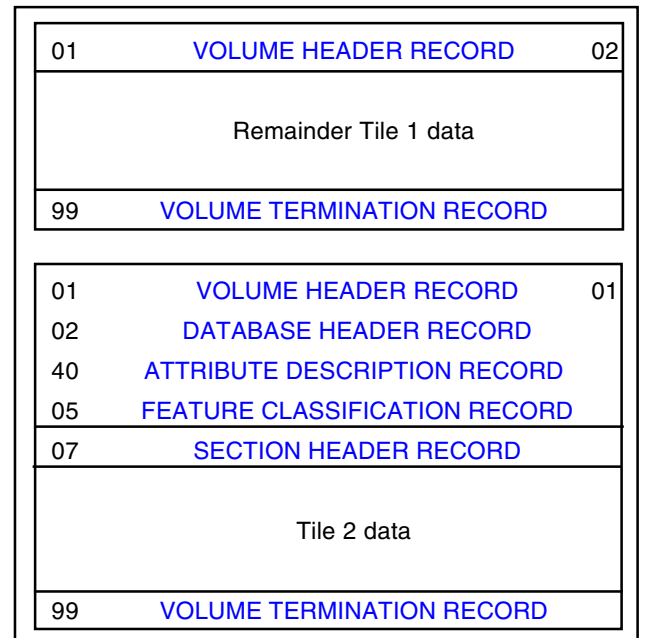 01 VOLUME HEADER RECORD 02
Remainder Tile 1 data
99 VOLUME TERMINATION RECORD
01 VOLUME HEADER RECORD 01
02 DATABASE HEADER RECORD
40 ATTRIBUTE DESCRIPTION RECORD
05 FEATURE CLASSIFICATION RECORD
07 SECTION HEADER RECORD
Tile 2 data
99 VOLUME TERMINATION RECORD